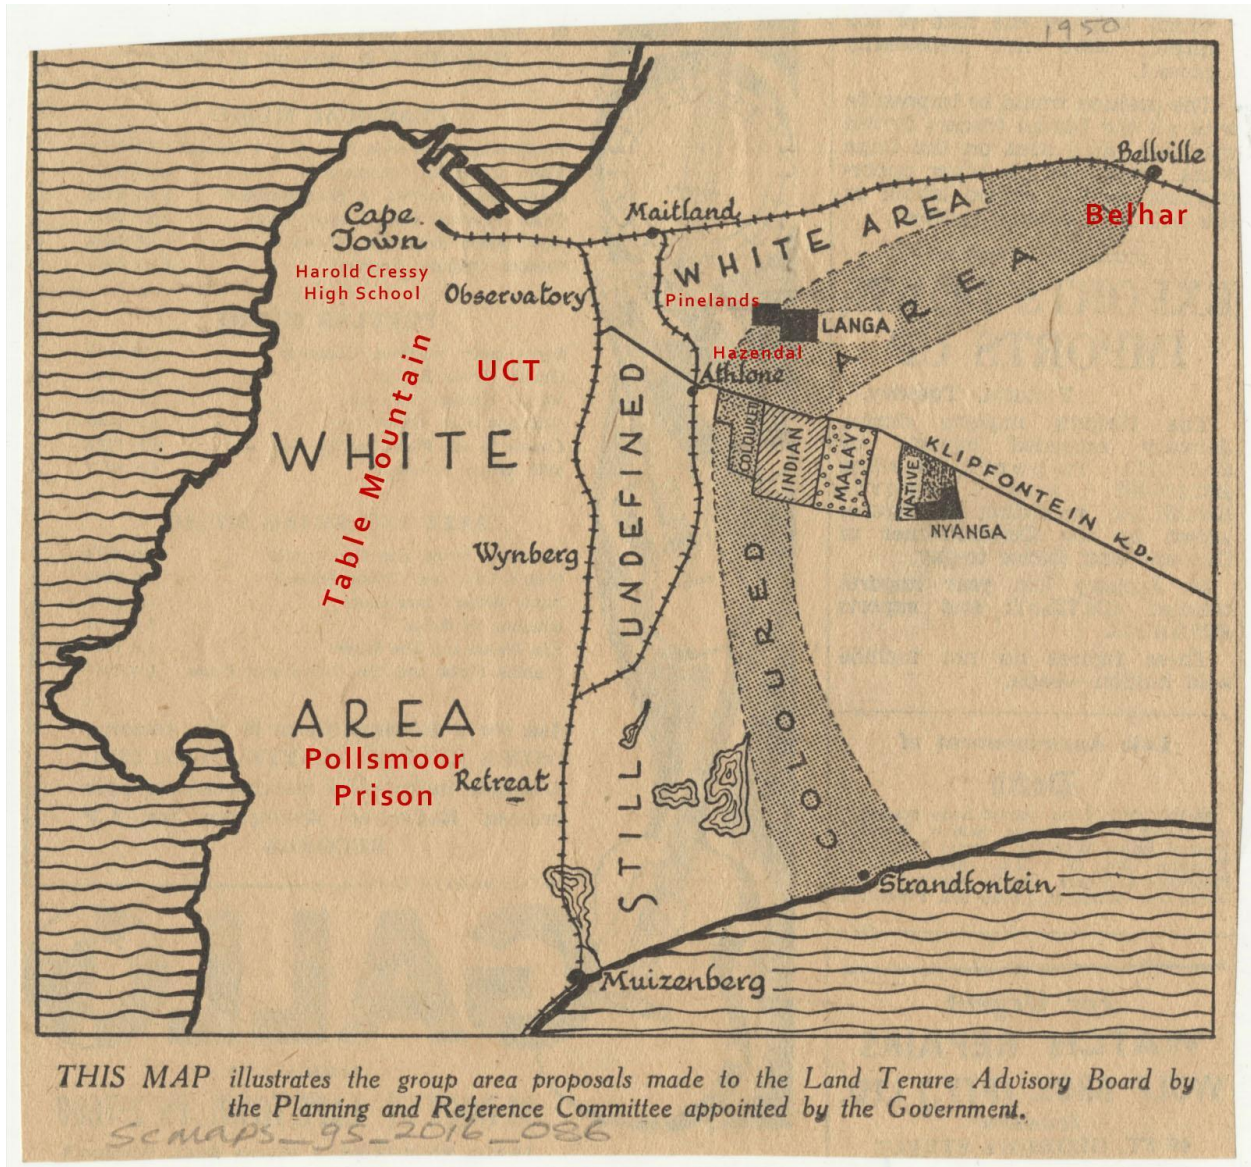 1950
Bellville
Belhar
Cape
Town
Maitland
WHITE AREA
Harold Cressy
High School
Observatory
Pinelands
LANGA
AREA
Hazendal
Athlone
UCT
Table Mountain
WHITE
AREA
STILL UNDEFINED
COLOURED
INDIAN
MALAY
NATIVE
NYANGA
KLIPFONTEIN RD.
Wynberg
COLOURED
Pollsmoor
Prison
Retreat
Strandfontein
Muizenberg
THIS MAP illustrates the group area proposals made to the Land Tenure Advisory Board by
the Planning and Reference Committee appointed by the Government.
scmaps_gs_2016_086